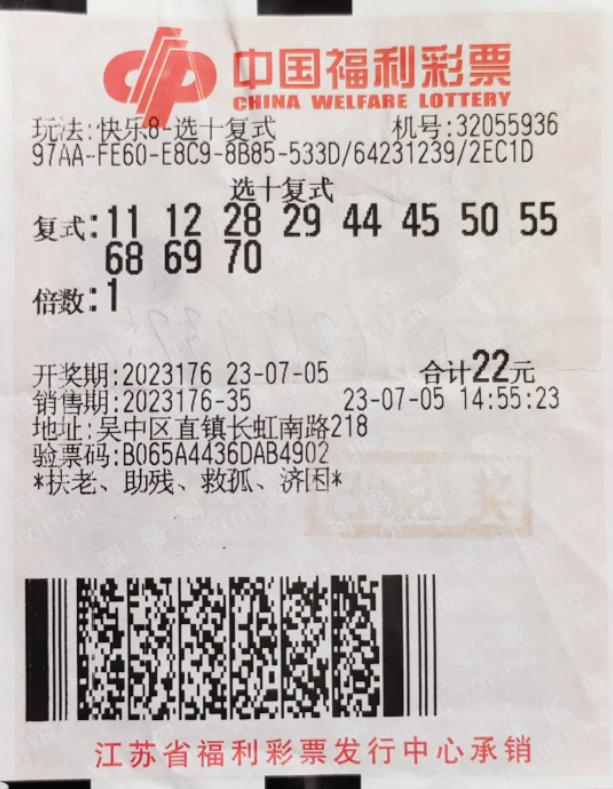 中国福利彩票
CHINA WELFARE LOTTERY
玩法:快乐8-选十复式 机号:32055936
97AA-FE60-E8C9-8B85-533D/64231239/2EC1D
选十复式
复式:11 12 28 29 44 45 50 55
68 69 70
倍数:1
开奖期:2023176 23-07-05 合计22元
销售期:2023176-35 23-07-05 14:55:23
地址:吴中区直镇长虹南路218
验票码:B065A4436DAB4902
*扶老、助残、救孤、济困*
江苏省福利彩票发行中心承销